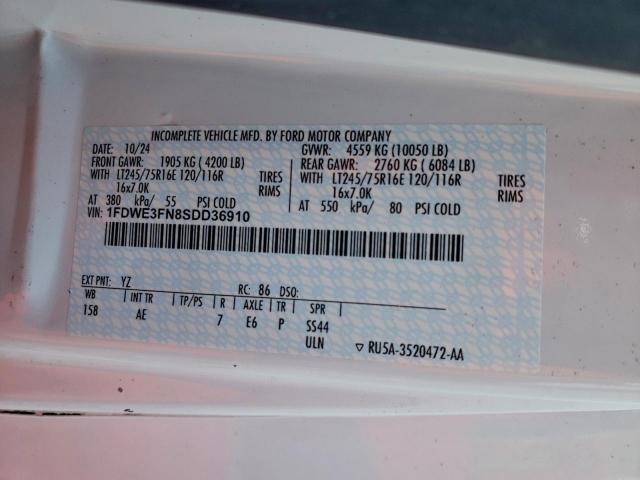 INCOMPLETE VEHICLE MFD. BY FORD MOTOR COMPANY
DATE: 10/24 GVWR: 4559 KG (10050 LB)
FRONT GAWR: 1905 KG ( 4200 LB) REAR GAWR: 2760 KG ( 6084 LB)
WITH LT245/75R16E 120/116R TIRES WITH LT245/75R16E 120/116R TIRES
16x7.0K RIMS 16x7.0K RIMS
AT 380 kPa/ 55 PSI COLD AT 550 kPa/ 80 PSI COLD
VIN: 1FDWE3FN8SDD36910
EXT PNT: YZ RC: 86 DSO:
WB INT TR TP/PS R AXLE TR SPR
158 AE 7 E6 P SS44
ULN ▽ RU5A-3520472-AA